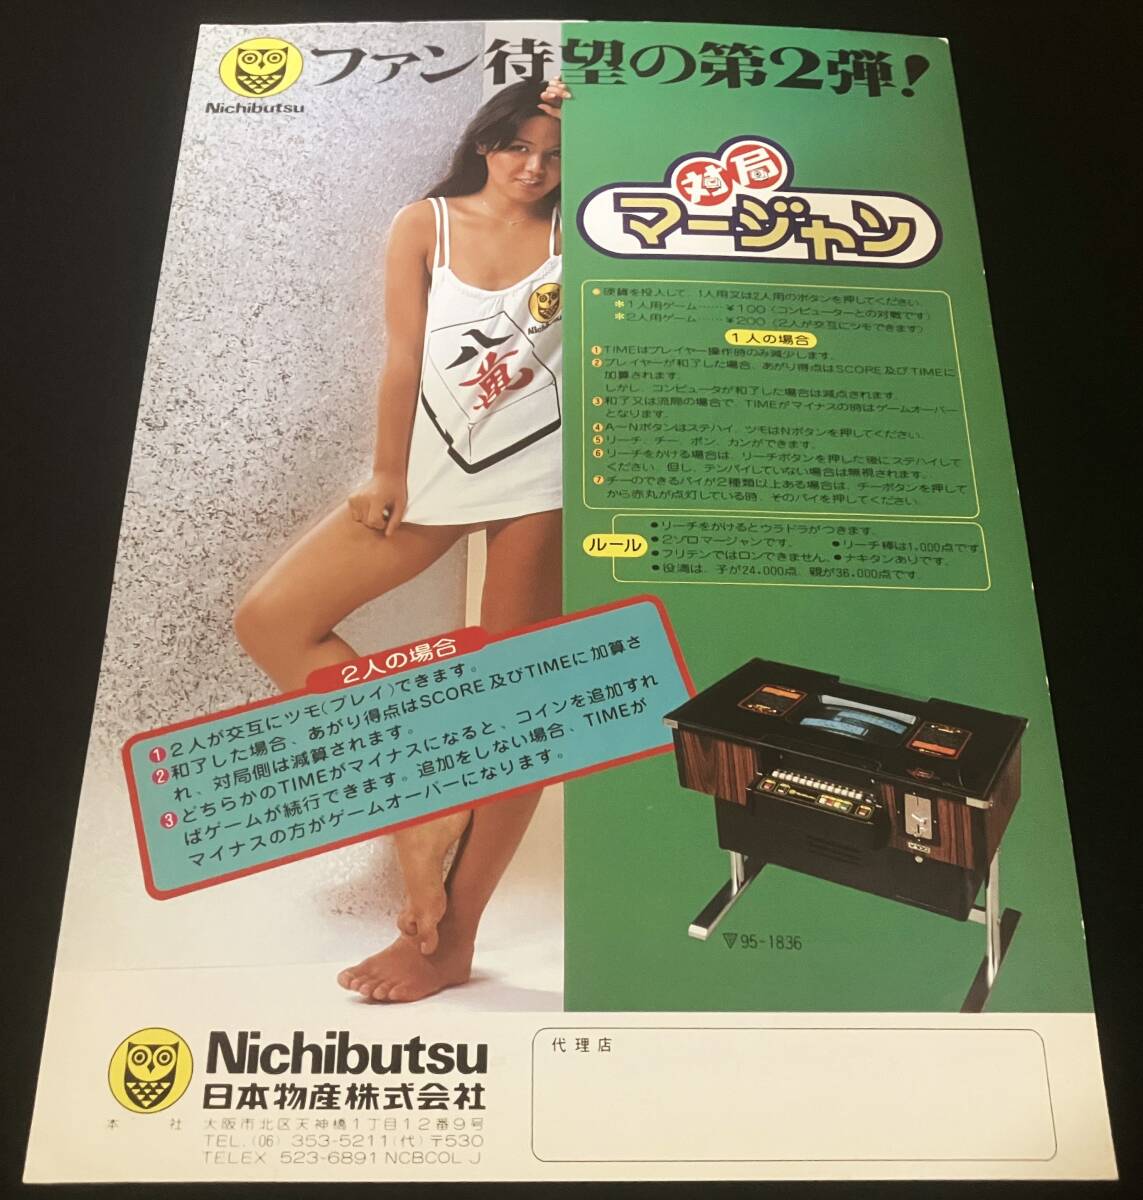 Nichibutsu
ファン待望の第2弾!
対局
マージャン
●硬貨を投入して、1人用又は2人用のボタンを押してください。
*1人用ゲーム……¥100(コンピューターとの対戦です)
*2人用ゲーム……¥200(2人が交互にツモできます)
1人の場合
❶TIMEはプレイヤー操作時のみ減少します。
❷プレイヤーが和了した場合、あがり得点はSCORE及びTIMEに
加算されます。
しかし、コンピュータが和了した場合は減点されます。
❸和了又は流局の場合で、TIMEがマイナスの時はゲームオーバー
となります。
❹A〜Nボタンはステハイ、ツモはNボタンを押してください。
❺リーチ、チー、ポン、カンができます。
❻リーチをかける場合は、リーチボタンを押した後にステハイして
ください。但し、テンパイしていない場合は無視されます。
❼チーのできるパイが2種類以上ある場合は、チーボタンを押して
から赤丸が点灯している時、そのパイを押してください。
ルール
●リーチをかけるとウラドラがつきます。
●2ゾロマージャンです。 ●リーチ棒は1,000点です。
●フリテンではロンできません。●ナキタンありです。
●役満は、子が24,000点、親が36,000点です。
Nichibutsu
八
萬
2人の場合
❶2人が交互にツモ(プレイ)できます。
❷和了した場合、あがり得点はSCORE及びTIMEに加算さ
れ、対局側は減算されます。
❸どちらかのTIMEがマイナスになると、コインを追加すれ
ばゲームが続行できます。追加をしない場合、TIMEが
マイナスの方がゲームオーバーになります。
¥100
95-1836
Nichibutsu
日本物産株式会社
本 社 大阪市北区天神橋1丁目12番9号
TEL.(06)353-5211(代)〒530
TELEX 523-6891 NCBCOL J
代理店